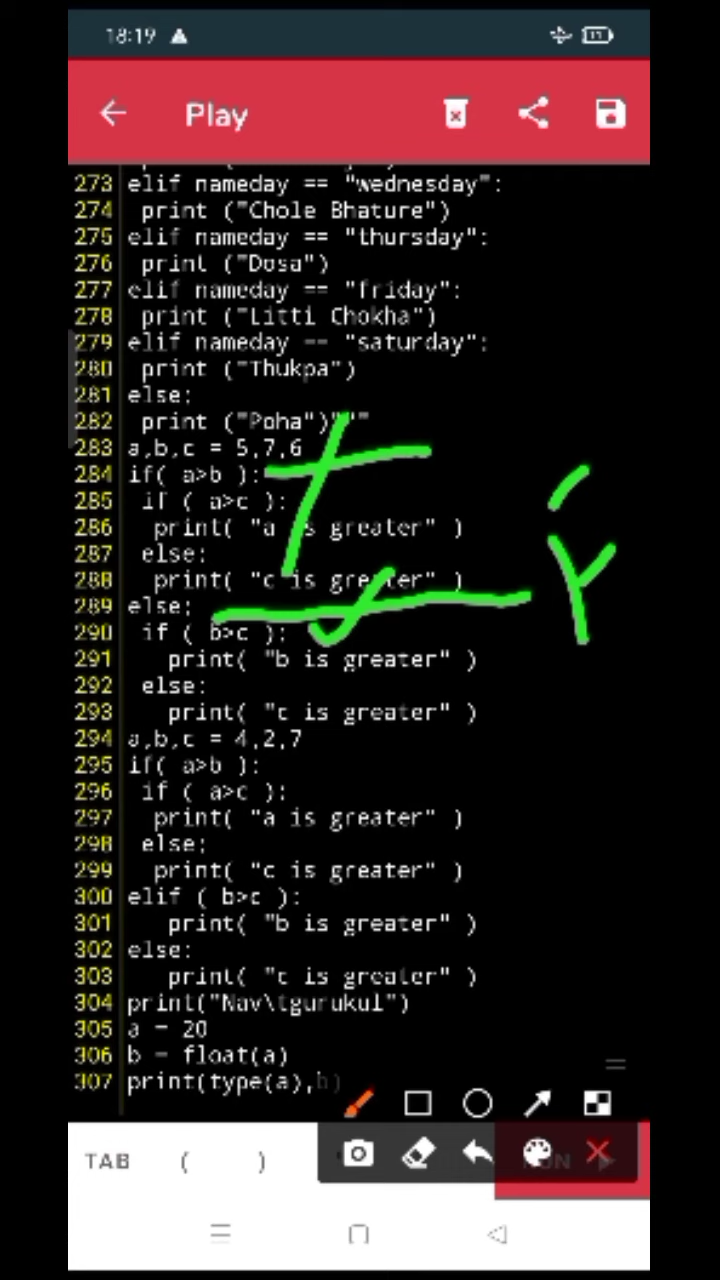 18:19
Play
273 elif nameday == "wednesday":
274 print ("Chole Bhature")
275 elif nameday == "thursday":
276 print ("Dosa")
277 elif nameday == "friday":
278 print ("Litti Chokha")
279 elif nameday == "saturday":
280 print ("Thukpa")
281 else:
282 print ("Poha")"""
283 a,b,c = 5,7,6
284 if( a>b ):
285 if ( a>c ):
286 print( "a is greater" )
287 else:
288 print( "c is greater" )
289 else:
290 if ( b>c ):
291 print( "b is greater" )
292 else:
293 print( "c is greater" )
294 a,b,c = 4,2,7
295 if( a>b ):
296 if ( a>c ):
297 print( "a is greater" )
298 else:
299 print( "c is greater" )
300 elif ( b>c ):
301 print( "b is greater" )
302 else:
303 print( "c is greater" )
304 print("Nav\tgurukul")
305 a = 20
306 b = float(a)
307 print(type(a),b)
TAB ( )